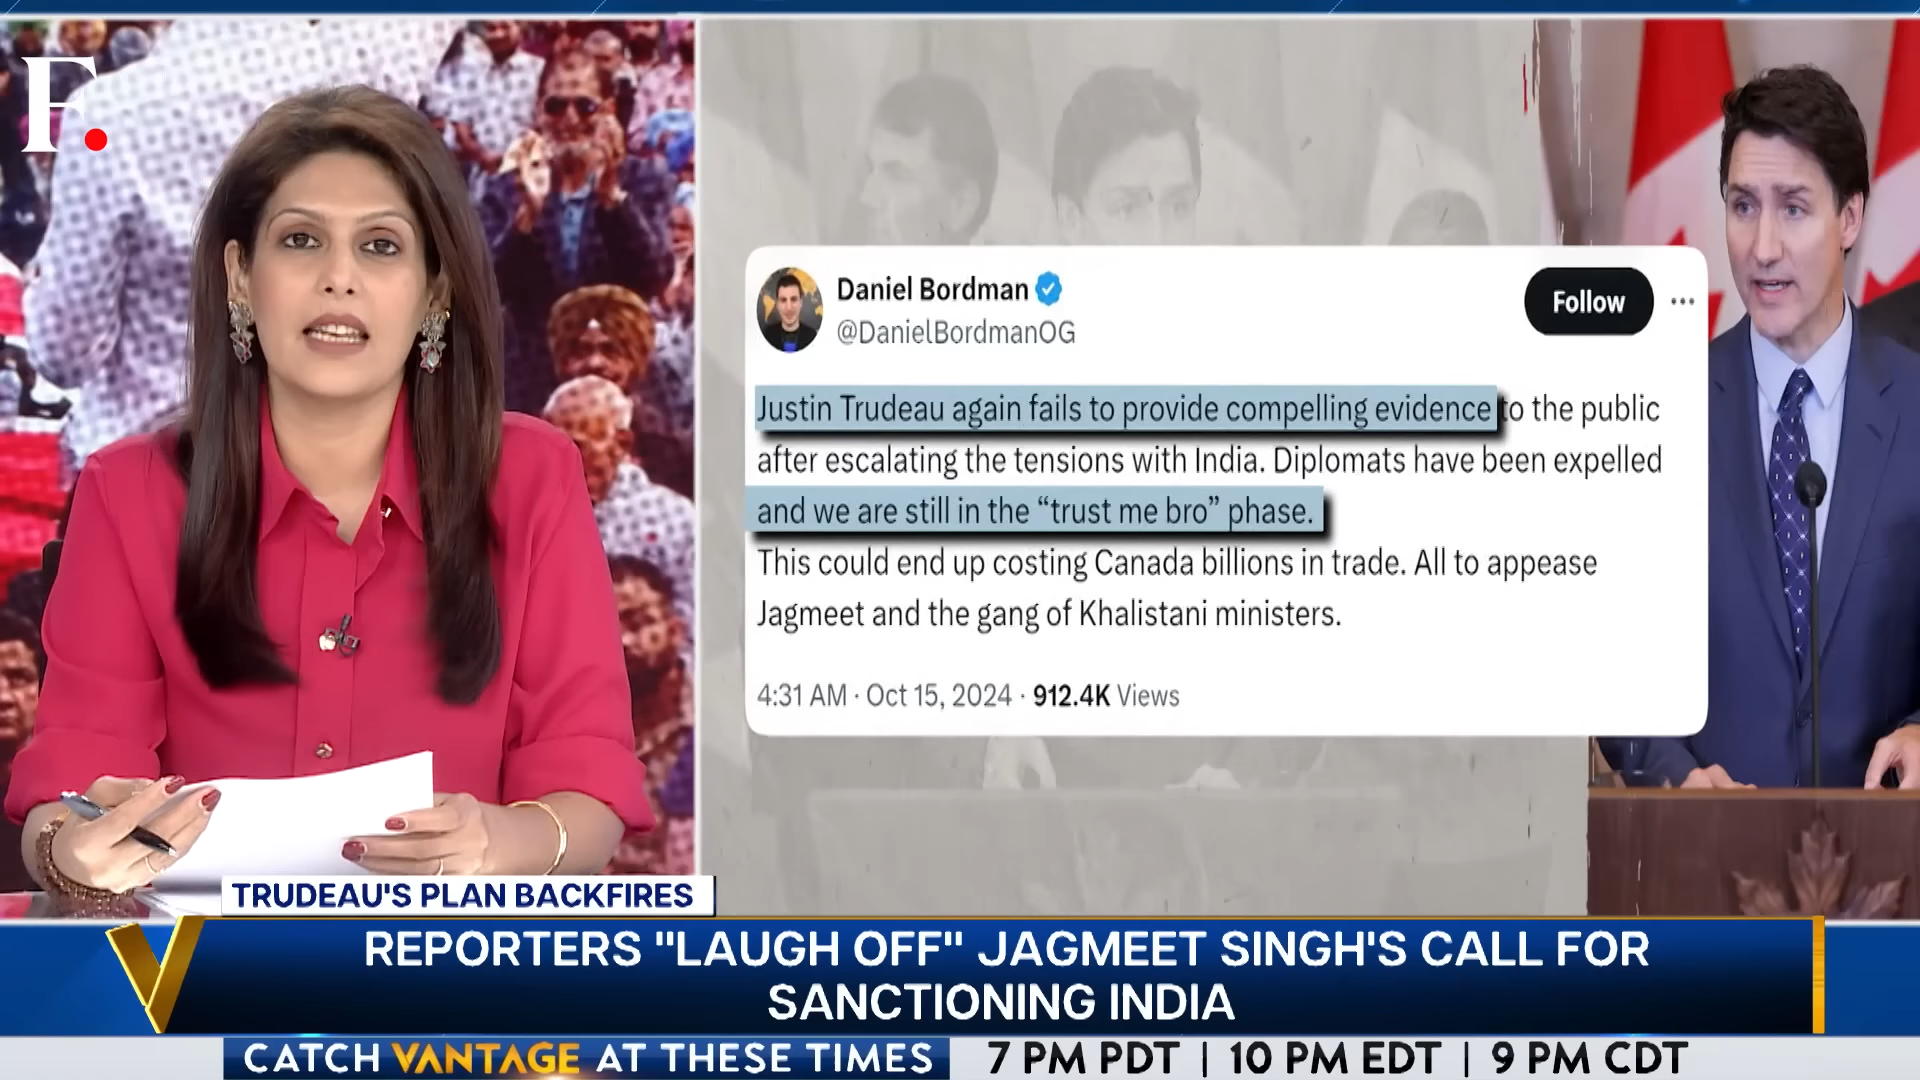 F.
Daniel Bordman
@DanielBordmanOG
Follow
Justin Trudeau again fails to provide compelling evidence to the public
after escalating the tensions with India. Diplomats have been expelled
and we are still in the “trust me bro” phase.
This could end up costing Canada billions in trade. All to appease
Jagmeet and the gang of Khalistani ministers.
4:31 AM · Oct 15, 2024 · 912.4K Views
TRUDEAU'S PLAN BACKFIRES
V
REPORTERS "LAUGH OFF" JAGMEET SINGH'S CALL FOR
SANCTIONING INDIA
CATCH VANTAGE AT THESE TIMES 7 PM PDT | 10 PM EDT | 9 PM CDT